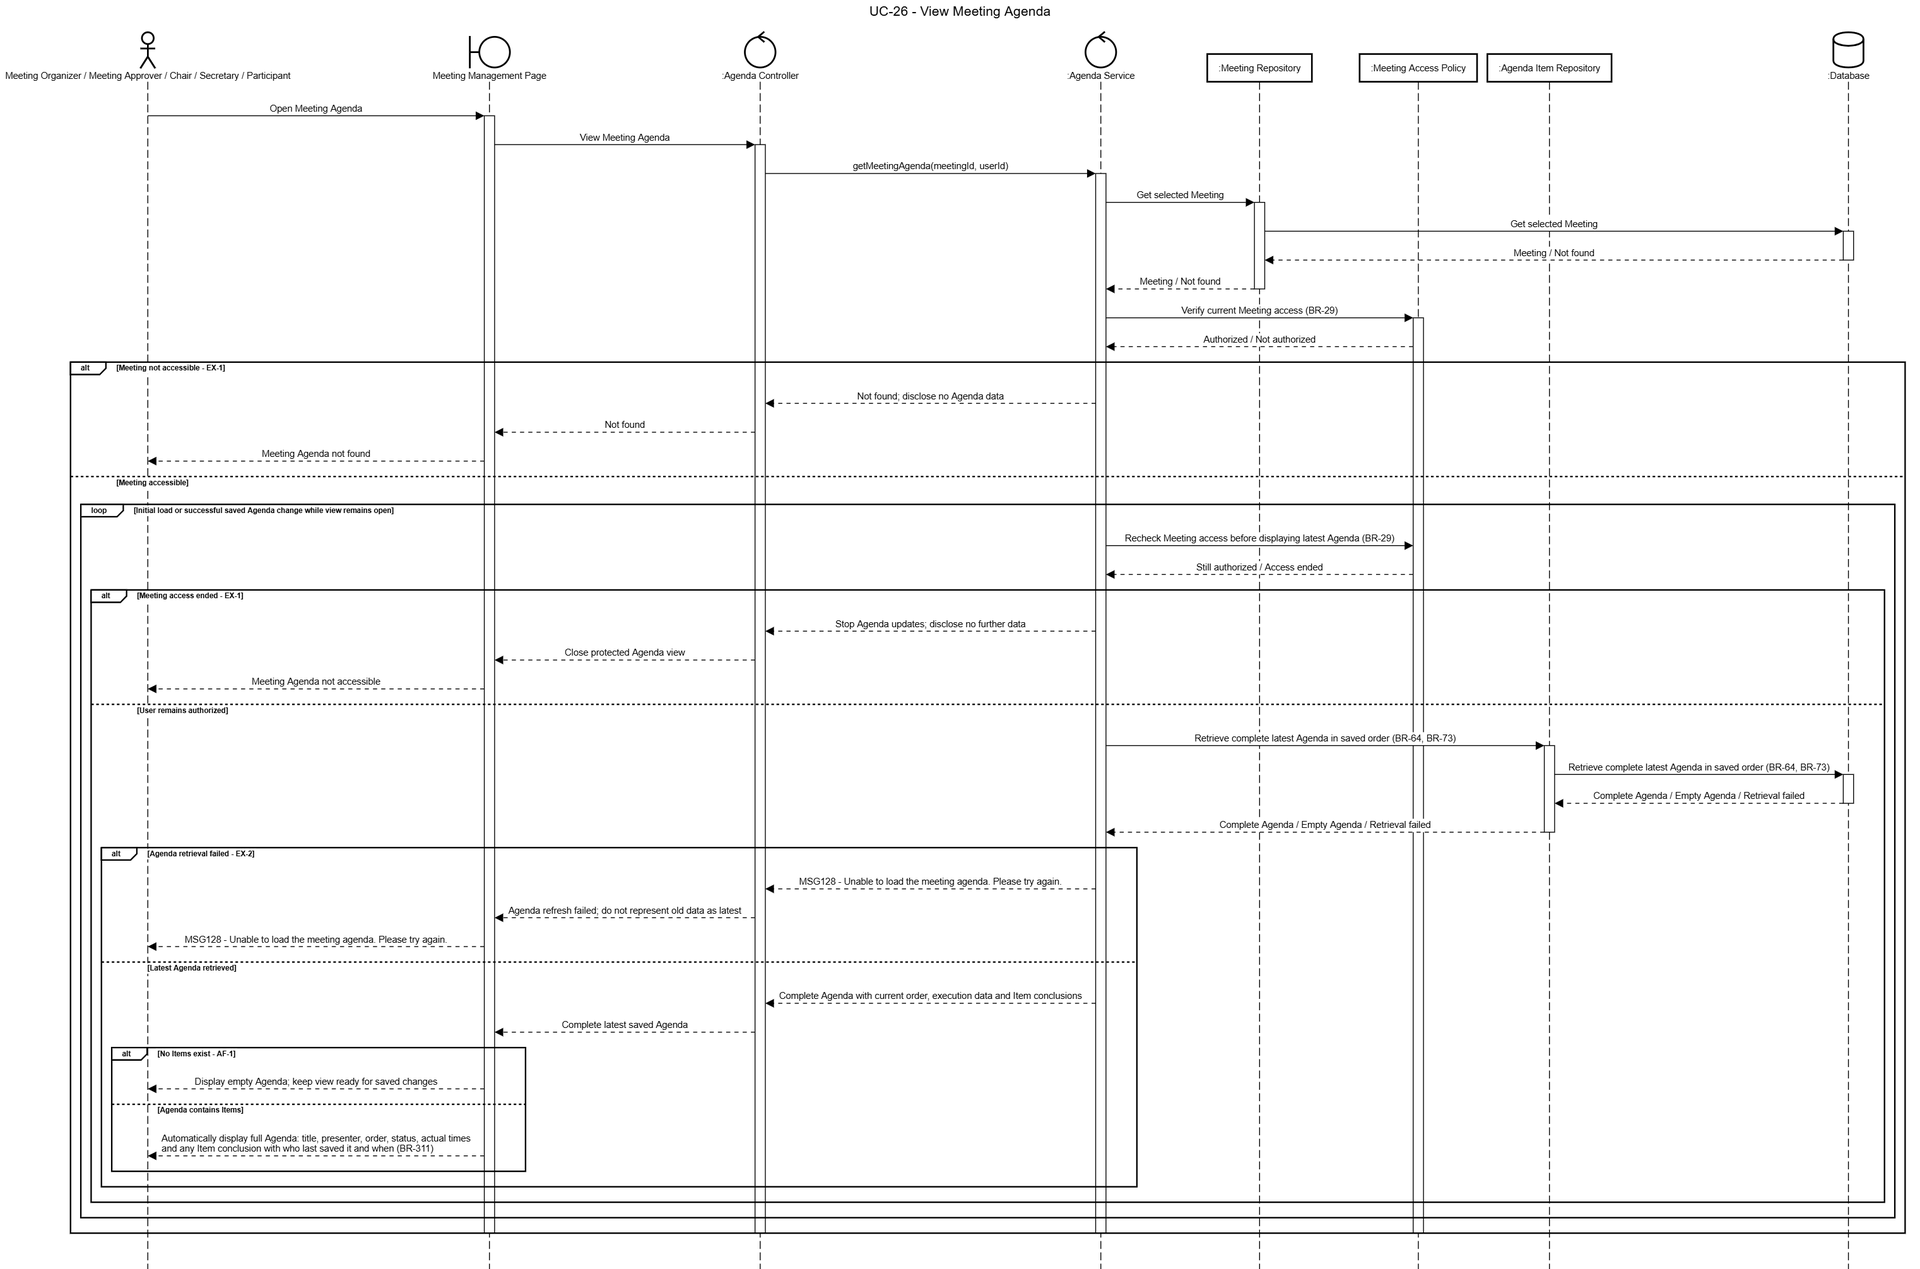 UC-26 - View Meeting Agenda
Meeting Organizer / Meeting Approver / Chair / Secretary / Participant
Meeting Management Page
:Agenda Controller
:Agenda Service
:Meeting Repository
:Meeting Access Policy
:Agenda Item Repository
:Database
Open Meeting Agenda
View Meeting Agenda
getMeetingAgenda(meetingId, userId)
Get selected Meeting
Get selected Meeting
Meeting / Not found
Meeting / Not found
Verify current Meeting access (BR-29)
Authorized / Not authorized
alt
[Meeting not accessible - EX-1]
Not found; disclose no Agenda data
Not found
Meeting Agenda not found
[Meeting accessible]
loop
[Initial load or successful saved Agenda change while view remains open]
Recheck Meeting access before displaying latest Agenda (BR-29)
Still authorized / Access ended
alt
[Meeting access ended - EX-1]
Stop Agenda updates; disclose no further data
Close protected Agenda view
Meeting Agenda not accessible
[User remains authorized]
Retrieve complete latest Agenda in saved order (BR-64, BR-73)
Retrieve complete latest Agenda in saved order (BR-64, BR-73)
Complete Agenda / Empty Agenda / Retrieval failed
Complete Agenda / Empty Agenda / Retrieval failed
alt
[Agenda retrieval failed - EX-2]
MSG128 - Unable to load the meeting agenda. Please try again.
Agenda refresh failed; do not represent old data as latest
MSG128 - Unable to load the meeting agenda. Please try again.
[Latest Agenda retrieved]
Complete Agenda with current order, execution data and Item conclusions
Complete latest saved Agenda
alt
[No Items exist - AF-1]
Display empty Agenda; keep view ready for saved changes
[Agenda contains Items]
Automatically display full Agenda: title, presenter, order, status, actual times
and any Item conclusion with who last saved it and when (BR-311)